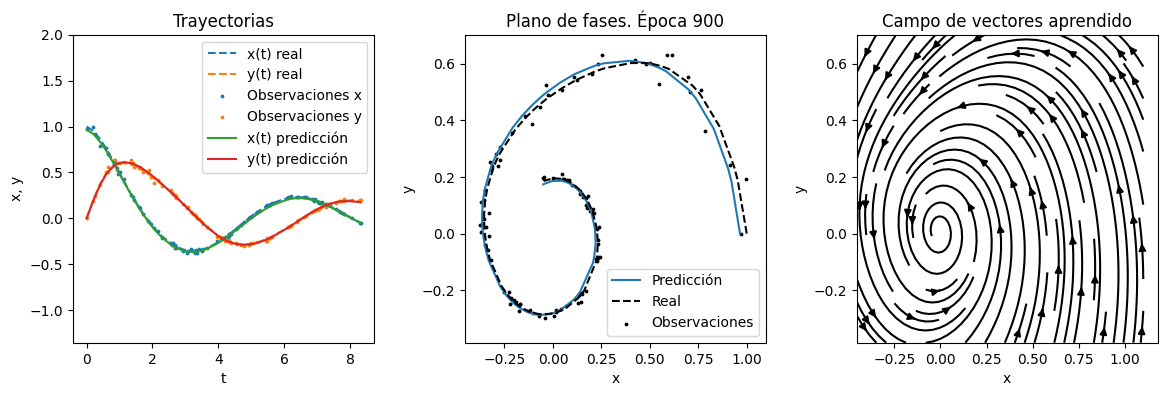 Trayectorias
2.0
1.5
1.0
0.5
0.0
−0.5
−1.0
x, y
0
2
4
6
8
t
x(t) real
y(t) real
Observaciones x
Observaciones y
x(t) predicción
y(t) predicción
Plano de fases. Época 900
0.6
0.4
0.2
0.0
−0.2
y
−0.25
0.00
0.25
0.50
0.75
1.00
x
Predicción
Real
Observaciones
Campo de vectores aprendido
0.6
0.4
0.2
0.0
−0.2
y
−0.25
0.00
0.25
0.50
0.75
1.00
x